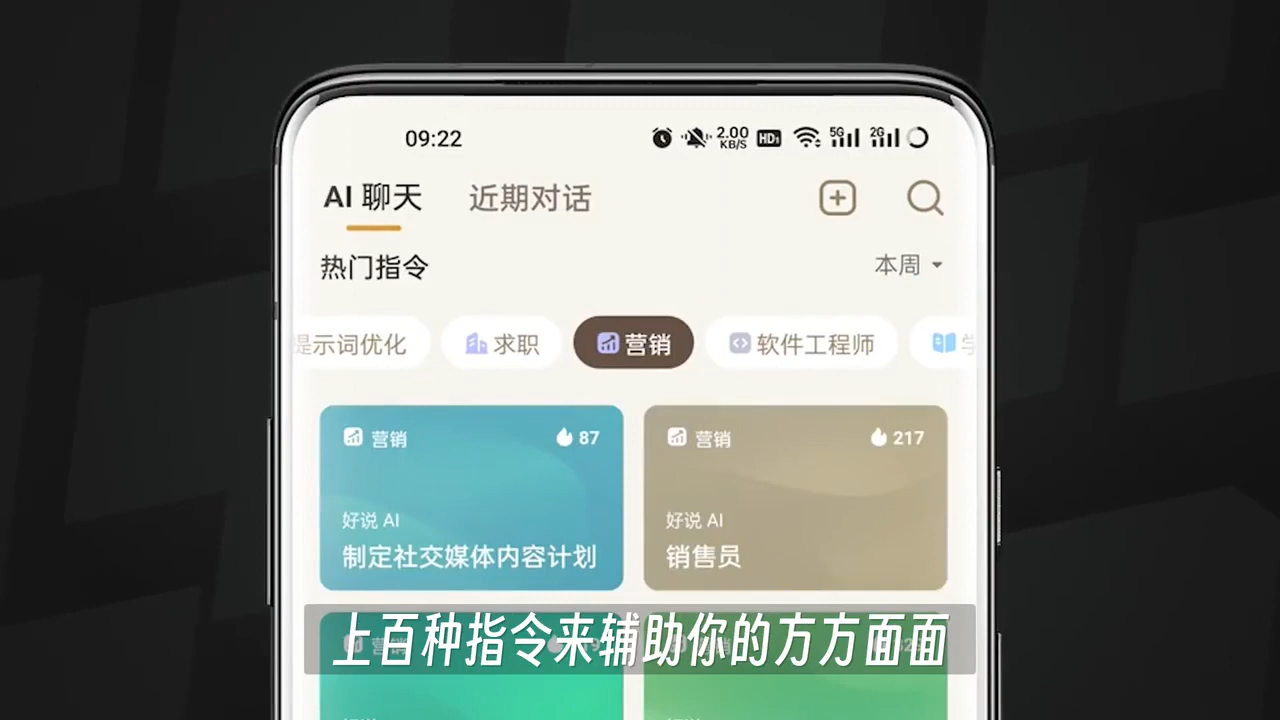 09:22 2.00 KB/S HD 5G 2G
AI 聊天 近期对话
热门指令 本周
提示词优化 求职 营销 软件工程师
营销 87 营销 217
好说 AI 好说 AI
制定社交媒体内容计划 销售员
上百种指令来辅助你的方方面面